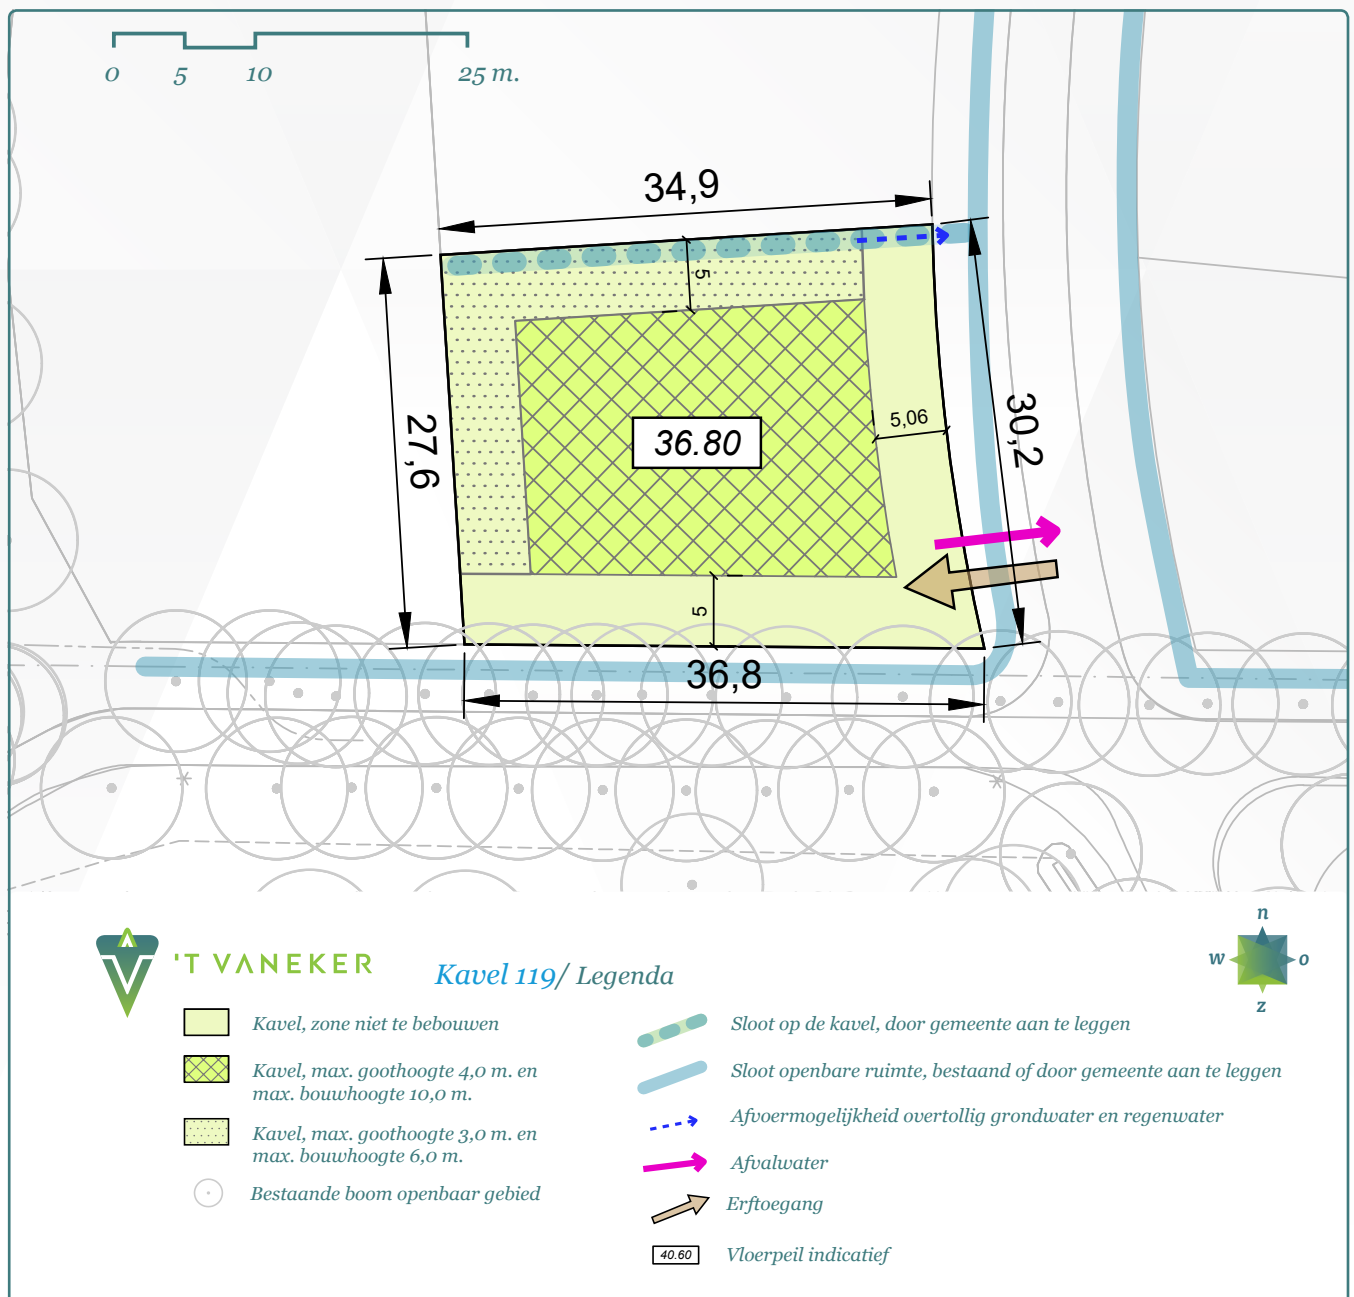 0 5 10 25 m.
34,9
5
27,6
36.80
5,06
30,2
5
36,8
n
w o
z
'T VANEKER
Kavel 119/ Legenda
Kavel, zone niet te bebouwen
Kavel, max. goothoogte 4,0 m. en
max. bouwhoogte 10,0 m.
Kavel, max. goothoogte 3,0 m. en
max. bouwhoogte 6,0 m.
Bestaande boom openbaar gebied
Sloot op de kavel, door gemeente aan te leggen
Sloot openbare ruimte, bestaand of door gemeente aan te leggen
Afvoermogelijkheid overtollig grondwater en regenwater
Afvalwater
Erftoegang
40.60 Vloerpeil indicatief